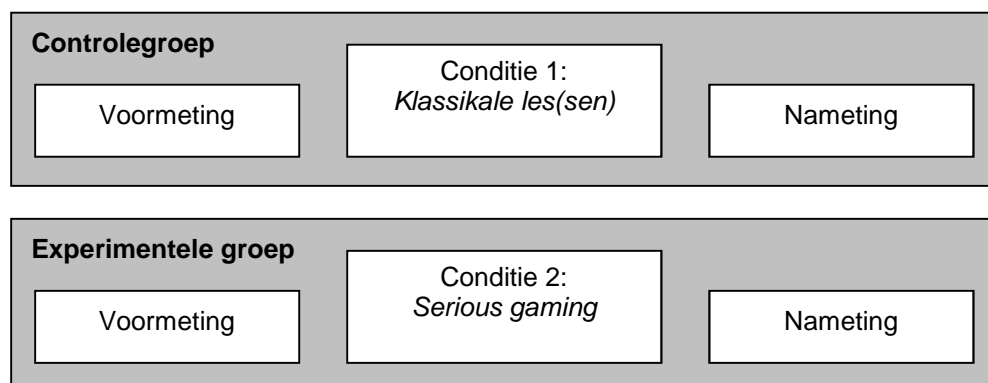 Controlegroep
Voormeting
Conditie 1:
Klassikale les(sen)
Nameting
Experimentele groep
Voormeting
Conditie 2:
Serious gaming
Nameting